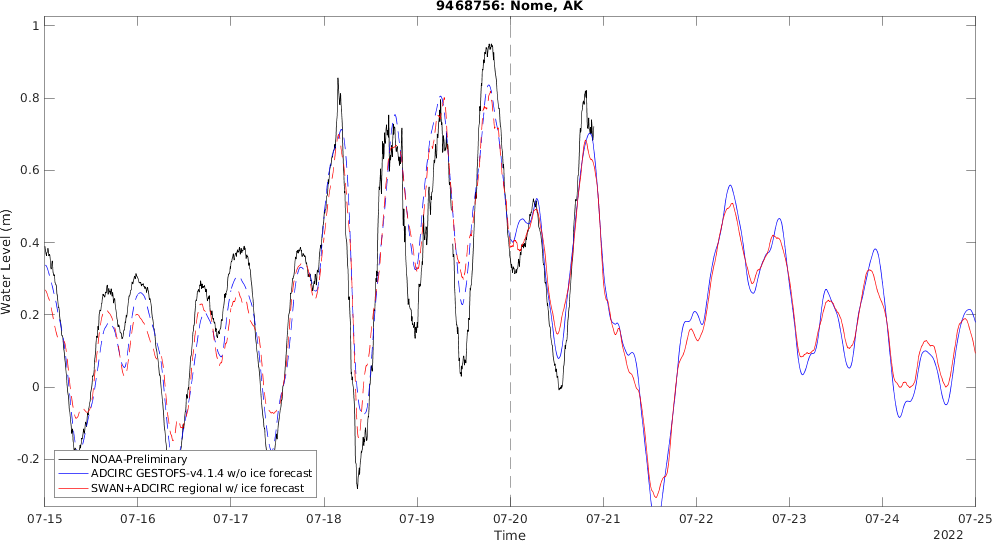 9468756: Nome, AK
Water Level (m)
1
0.8
0.6
0.4
0.2
0
-0.2
NOAA-Preliminary
ADCIRC GESTOFS-v4.1.4 w/o ice forecast
SWAN+ADCIRC regional w/ ice forecast
07-15 07-16 07-17 07-18 07-19 07-20 07-21 07-22 07-23 07-24 07-25
Time
2022